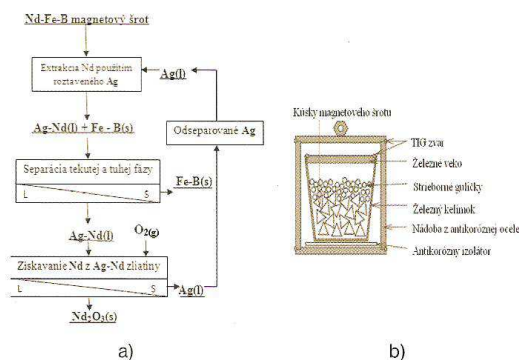 Nd-Fe-B magnetový šrot
Extrakcia Nd použitím
roztaveného Ag
Ag(l)
Ag-Nd(l) + Fe - B(s)
Odseparované Ag
Separácia tekutej a tuhej fázy
L
S
Fe-B(s)
Ag-Nd(l)
O2(g)
Získavanie Nd z Ag-Nd zliatiny
L
S
Ag(l)
Nd2O3(s)
a)
Kúsky magnetového šrotu
TIG zvar
Železné veko
Strieborne guličky
Železný kelímok
Nádoba z antikoróznej ocele
Antikorózny izolátor
b)